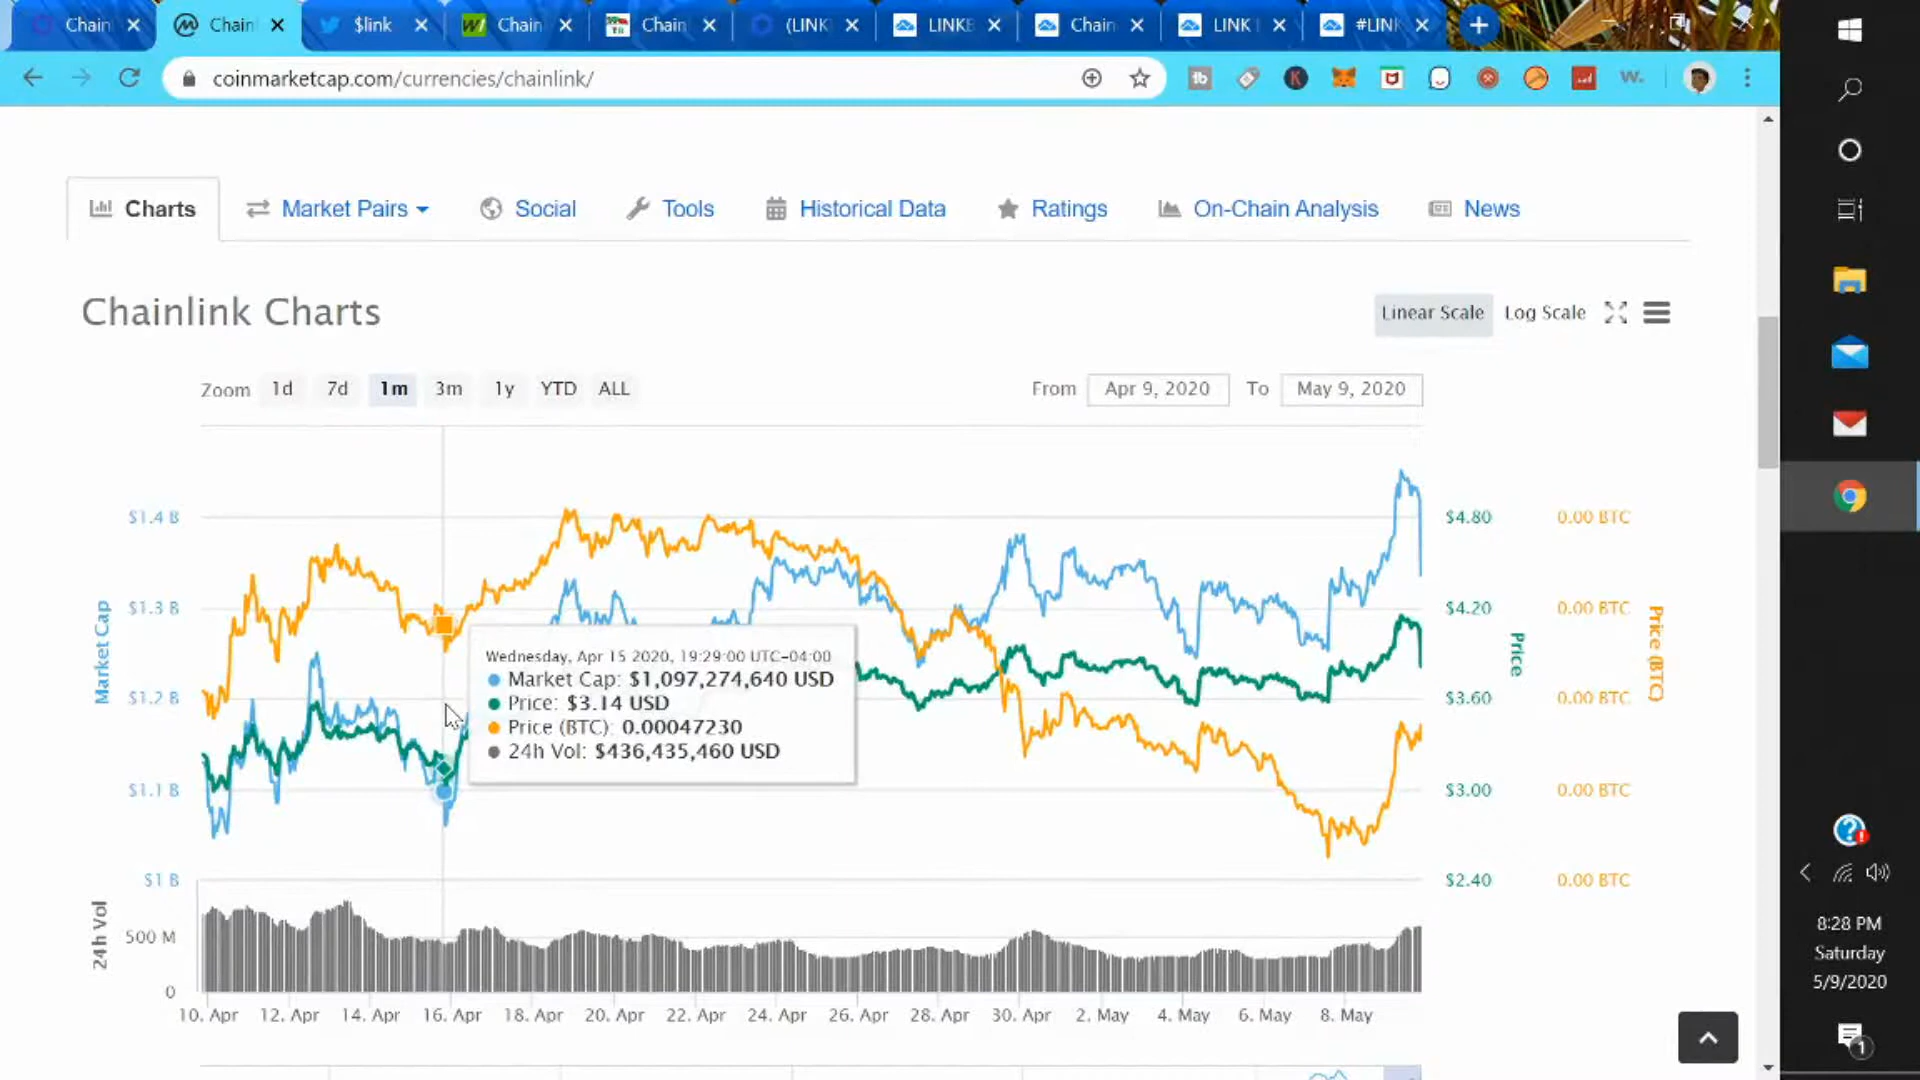 Chain
Chain
$link
Chain
Chain
(LINK
LINKB
Chain
LINK
#LINK
coinmarketcap.com/currencies/chainlink/
Charts
Market Pairs
Social
Tools
Historical Data
Ratings
On-Chain Analysis
News
Chainlink Charts
Linear Scale
Log Scale
Zoom 1d 7d 1m 3m 1y YTD ALL
From Apr 9, 2020 To May 9, 2020
$1.4 B
$1.3 B
$1.2 B
$1.1 B
$1 B
Market Cap
Wednesday, Apr 15 2020, 19:29:00 UTC-04:00
Market Cap: $1,097,274,640 USD
Price: $3.14 USD
Price (BTC): 0.00047230
24h Vol: $436,435,460 USD
$4.80
$4.20
$3.60
$3.00
$2.40
Price
0.00 BTC
0.00 BTC
0.00 BTC
0.00 BTC
0.00 BTC
Price (BTC)
24h Vol
500 M
0
10. Apr 12. Apr 14. Apr 16. Apr 18. Apr 20. Apr 22. Apr 24. Apr 26. Apr 28. Apr 30. Apr 2. May 4. May 6. May 8. May
8:28 PM
Saturday
5/9/2020
1